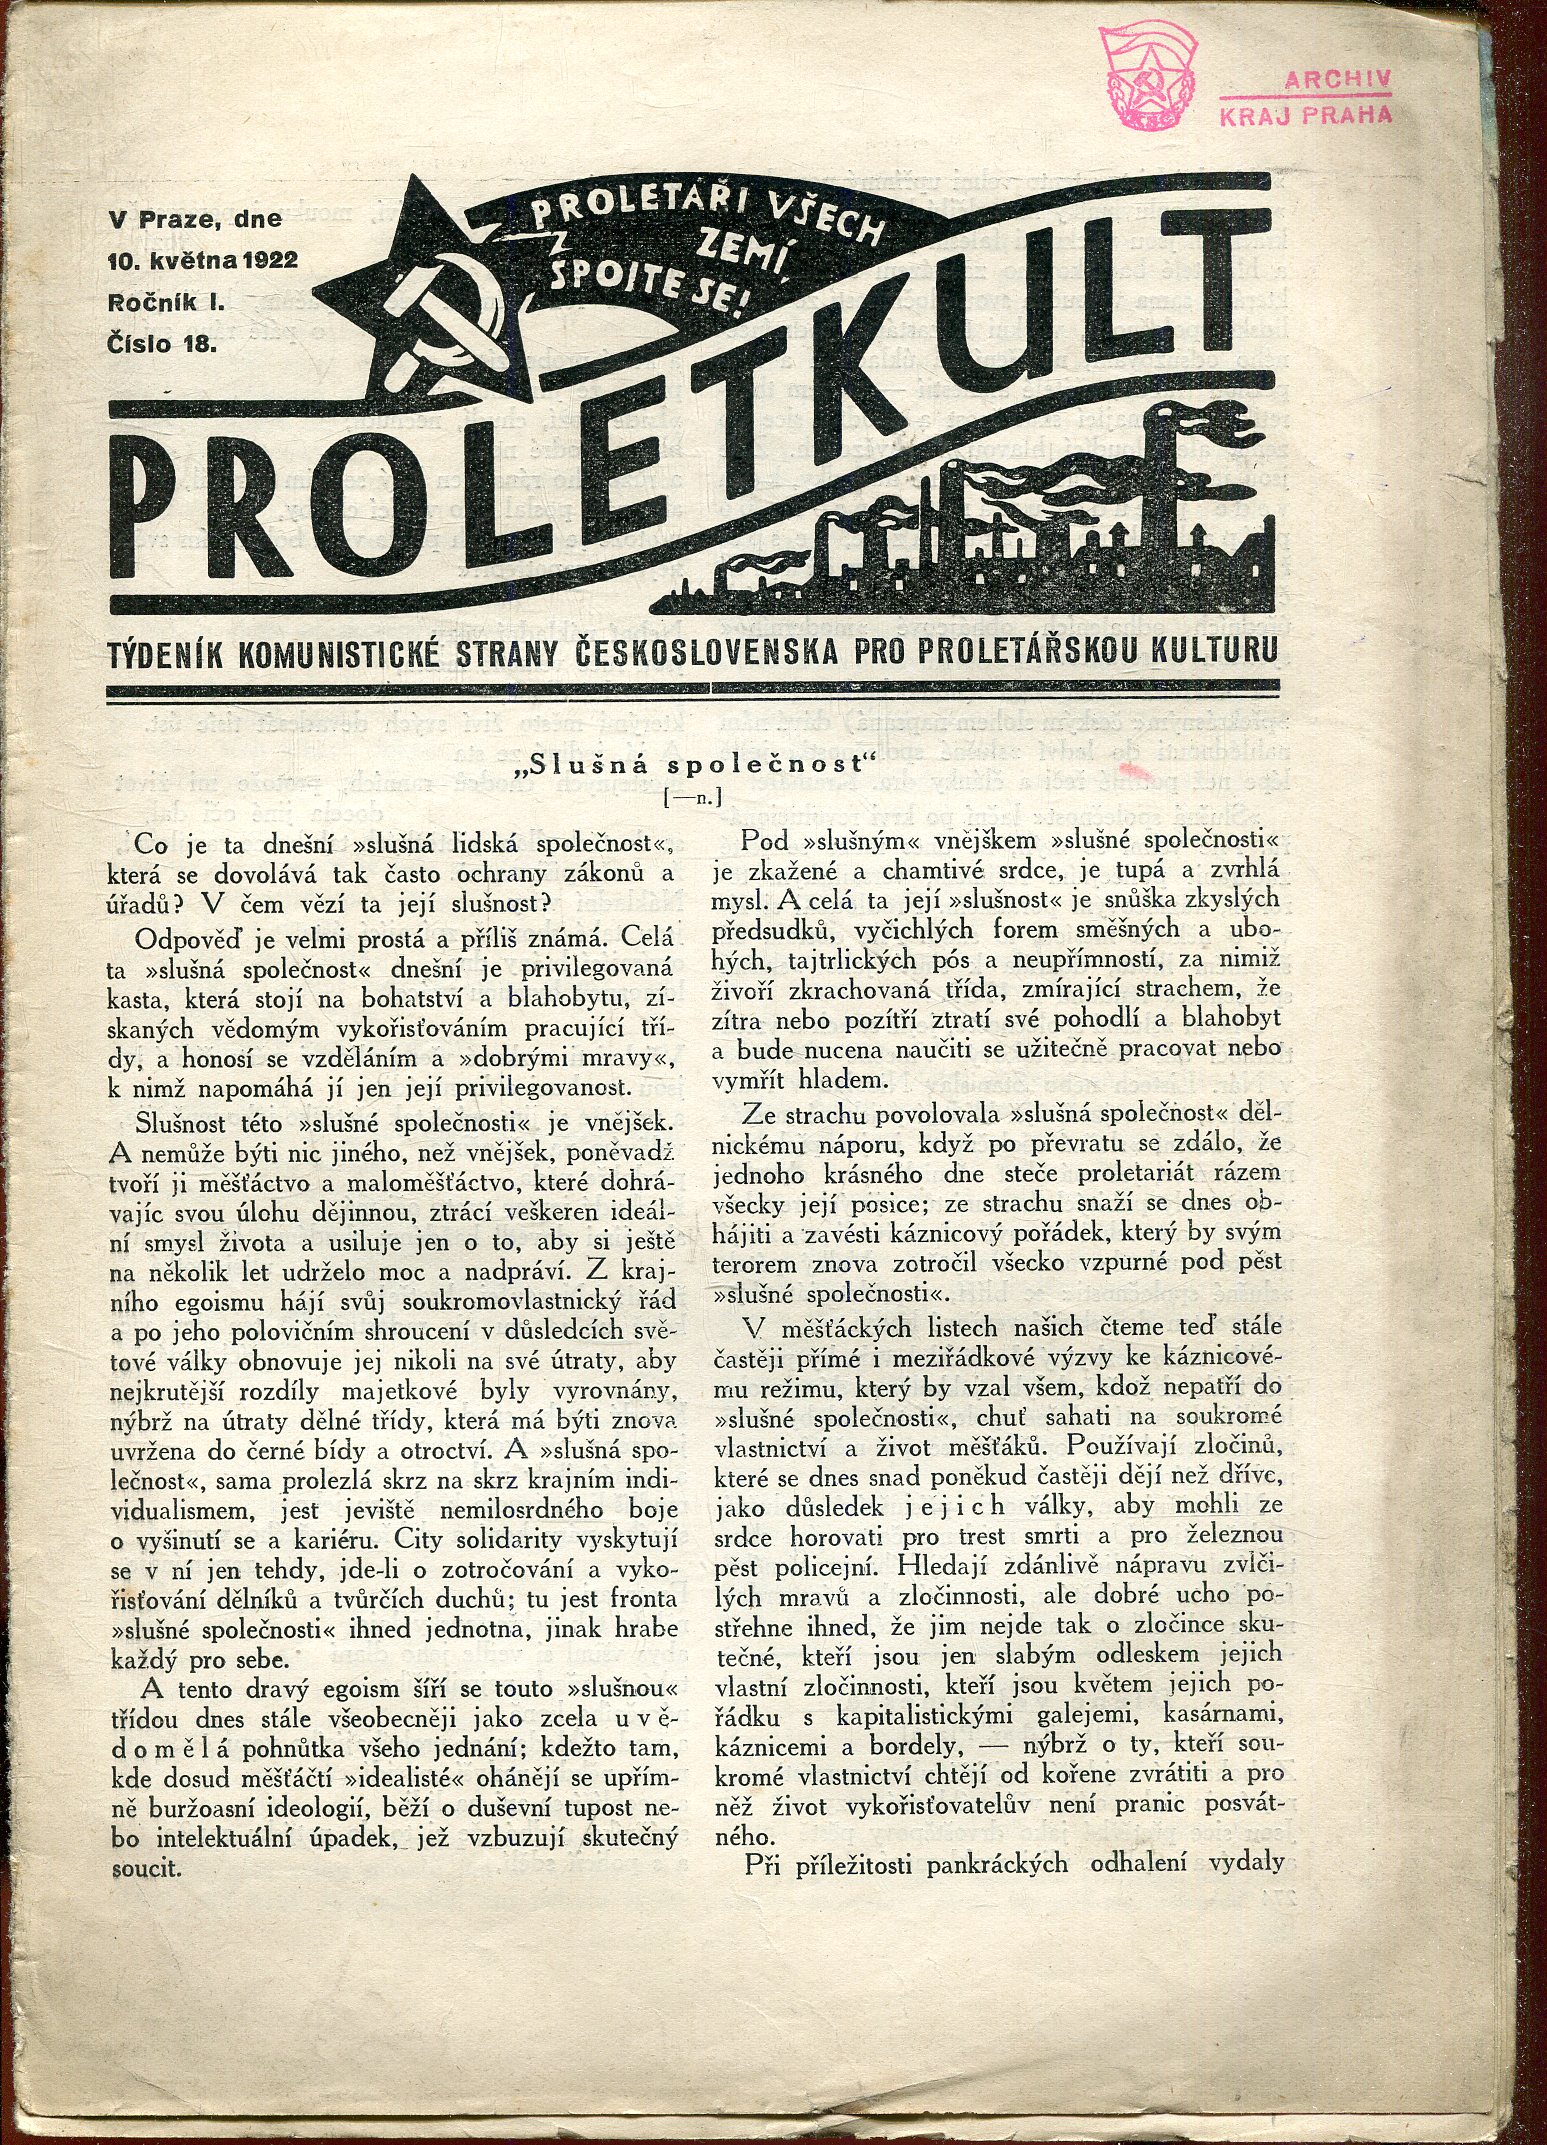 ARCHIV
KRAJ PRAHA
V Praze, dne
10. května 1922
Ročník I.
Číslo 18.
PROLETÁŘI VŠECH
ZEMÍ,
SPOJTE SE!
PROLETKULT
TÝDENÍK KOMUNISTICKÉ STRANY ČESKOSLOVENSKA PRO PROLETÁŘSKOU KULTURU
„Slušná společnost“
[—n.]
Co je ta dnešní »slušná lidská společnost«,
která se dovolává tak často ochrany zákonů a
úřadů? V čem vězí ta její slušnost?
Odpověď je velmi prostá a příliš známá. Celá
ta »slušná společnost« dnešní je privilegovaná
kasta, která stojí na bohatství a blahobytu, zí-
skaných vědomým vykořisťováním pracující tří-
dy, a honosí se vzděláním a »dobrými mravy«,
k nimž napomáhá jí jen její privilegovanost.
Slušnost této »slušné společnosti« je vnějšek.
A nemůže býti nic jiného, než vnějšek, poněvadž
tvoří ji měšťáctvo a maloměšťáctvo, které dohrá-
vajíc svou úlohu dějinnou, ztrácí veškeren ideál-
ní smysl života a usiluje jen o to, aby si ještě
na několik let udrželo moc a nadpráví. Z kraj-
ního egoismu hájí svůj soukromovlastnický řád
a po jeho polovičním shroucení v důsledcích svě-
tové války obnovuje jej nikoli na své útraty, aby
nejkrutější rozdíly majetkové byly vyrovnány,
nýbrž na útraty dělné třídy, která má býti znova
uvržena do černé bídy a otroctví. A »slušná spo-
lečnost«, sama prolezlá skrz na skrz krajním indi-
vidualismem, jest jeviště nemilosrdného boje
o vyšinutí se a kariéru. City solidarity vyskytují
se v ní jen tehdy, jde-li o zotročování a vyko-
řisťování dělníků a tvůrčích duchů; tu jest fronta
»slušné společnosti« ihned jednotna, jinak hrabe
každý pro sebe.
A tento dravý egoism šíří se touto »slušnou«
třídou dnes stále všeobecněji jako zcela uvě-
domělá pohnůtka všeho jednání; kdežto tam,
kde dosud měšťáčtí »idealisté« ohánějí se upřím-
ně buržoasní ideologií, běží o duševní tupost ne-
bo intelektuální úpadek, jež vzbuzují skutečný
soucit.
Pod »slušným« vnějškem »slušné společnosti«
je zkažené a chamtivé srdce, je tupá a zvrhlá
mysl. A celá ta její »slušnost« je snůška zkyslých
předsudků, vyčichlých forem směšných a ubo-
hých, tajtrlických pós a neupřímností, za nimiž
živoří zkrachovaná třída, zmírající strachem, že
zítra nebo pozítří ztratí své pohodlí a blahobyt
a bude nucena naučiti se užitečně pracovat nebo
vymřít hladem.
Ze strachu povolovala »slušná společnost« děl-
nickému náporu, když po převratu se zdálo, že
jednoho krásného dne steče proletariát rázem
všecky její posice; ze strachu snaží se dnes ob-
hájiti a zavésti káznicový pořádek, který by svým
terorem znova zotročil všecko vzpurné pod pěst
»slušné společnosti«.
V měšťáckých listech našich čteme teď stále
častěji přímé i meziřádkové výzvy ke káznicové-
mu režimu, který by vzal všem, kdož nepatří do
»slušné společnosti«, chuť sahati na soukromé
vlastnictví a život měšťáků. Používají zločinů,
které se dnes snad poněkud častěji dějí než dříve,
jako důsledek jejich války, aby mohli ze
srdce horovati pro trest smrti a pro železnou
pěst policejní. Hledají zdánlivě nápravu zvlči-
lých mravů a zločinnosti, ale dobré ucho po-
střehne ihned, že jim nejde tak o zločince sku-
tečné, kteří jsou jen slabým odleskem jejich
vlastní zločinnosti, kteří jsou květem jejich po-
řádku s kapitalistickými galejemi, kasárnami,
káznicemi a bordely, — nýbrž o ty, kteří sou-
kromé vlastnictví chtějí od kořene zvrátiti a pro
něž život vykořisťovatelův není pranic posvát-
ného.
Při příležitosti pankráckých odhalení vydaly